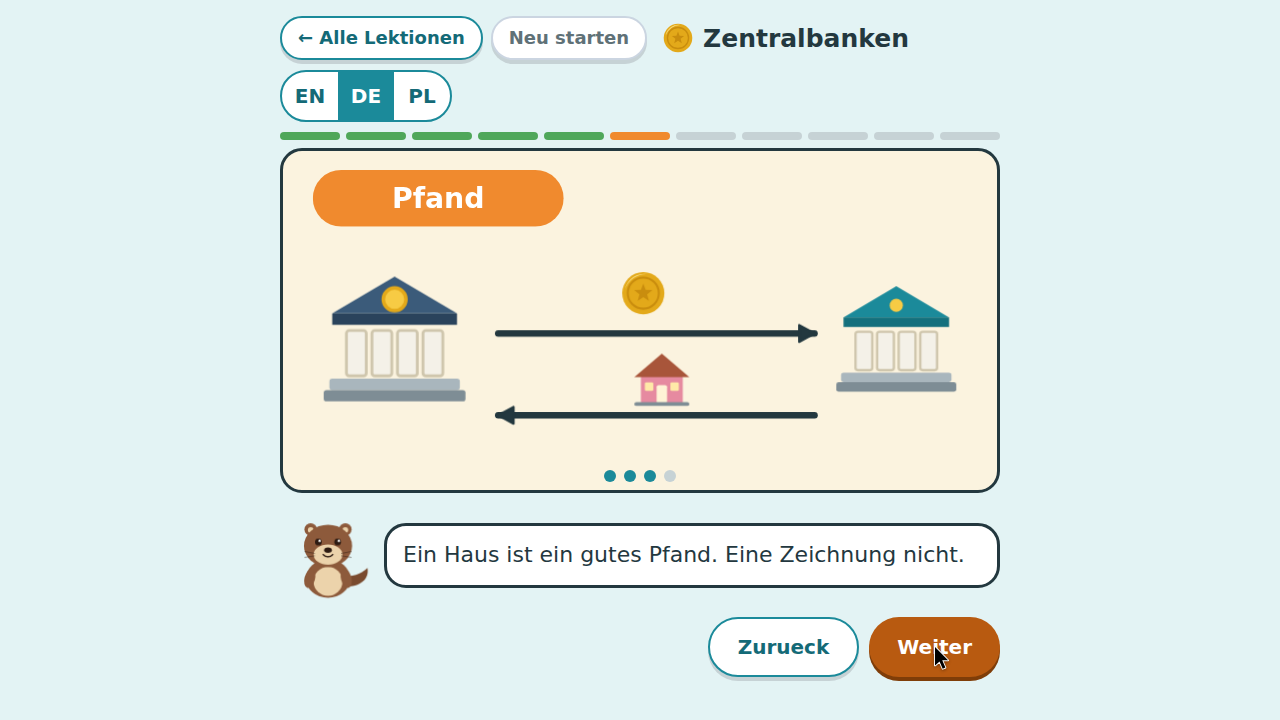 ← Alle Lektionen
Neu starten
Zentralbanken
EN DE PL
Pfand
Ein Haus ist ein gutes Pfand. Eine Zeichnung nicht.
Zurueck
Weiter